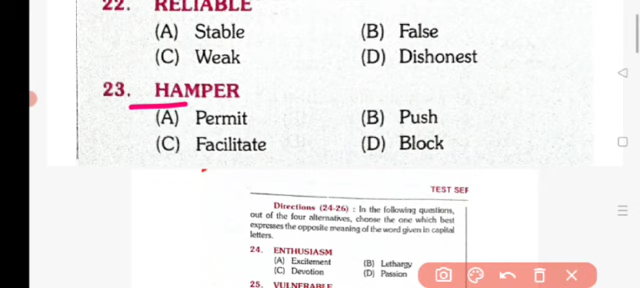 22. RELIABLE
(A) Stable (B) False
(C) Weak (D) Dishonest
23. HAMPER
(A) Permit (B) Push
(C) Facilitate (D) Block
TEST SEF
Directions (24-26) : In the following questions,
out of the four alternatives, choose the one which best
expresses the opposite meaning of the word given in capital
letters.
24. ENTHUSIASM
(A) Excitement (B) Lethargy
(C) Devotion (D) Passion
25. VULNERABLE